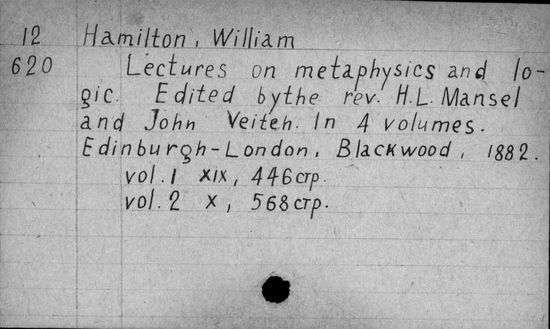 12 Hamilton, William
620 Lectures on metaphysics and lo-
gic. Edited bythe rev. H.L. Mansel
and John Veiteh. In 4 volumes.
Edinburgh-London, Blackwood, 1882.
vol. 1 XIX, 446 стр.
vol. 2 X, 568 стр.